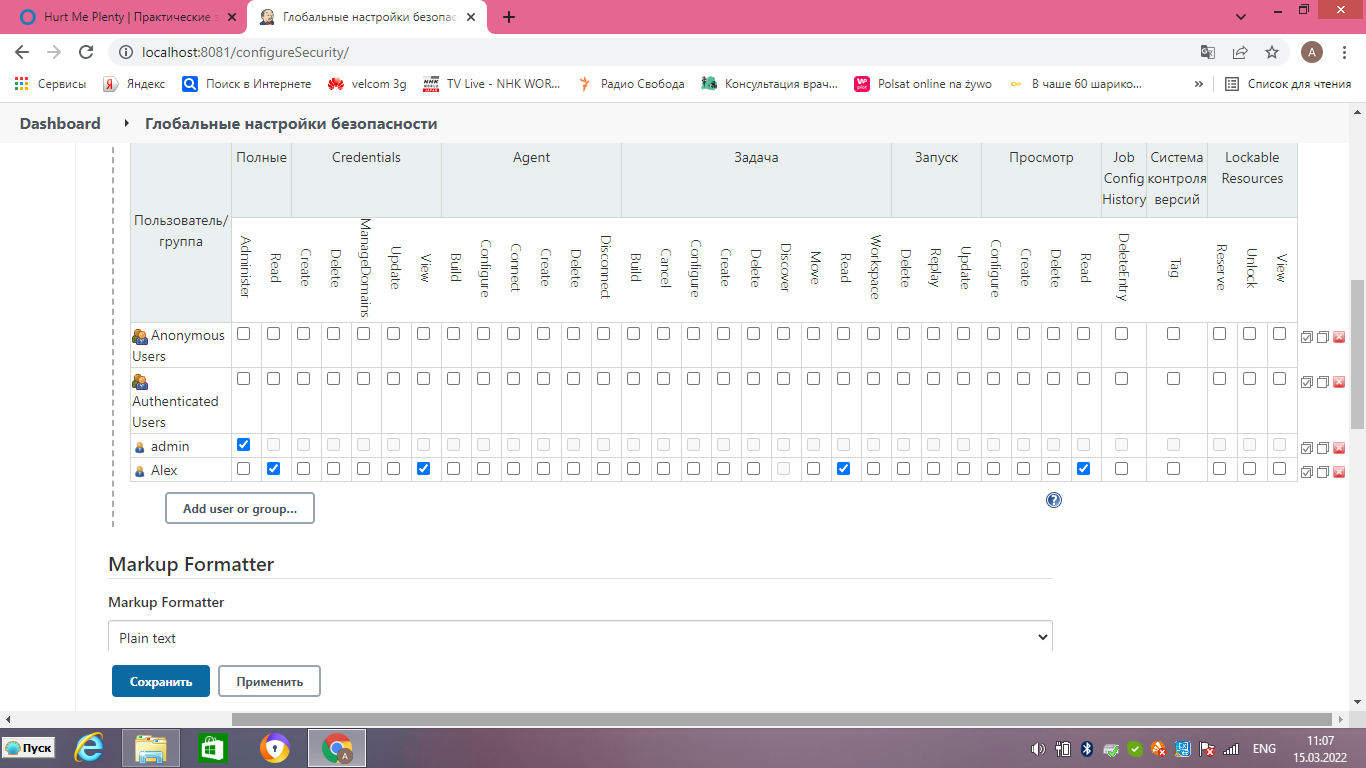 Hurt Me Plenty | Практические з
Глобальные настройки безопас
localhost:8081/configureSecurity/
A
Сервисы
Яндекс
Поиск в Интернете
velcom 3g
TV Live - NHK WOR...
Радио Свобода
Консультация врач...
Polsat online na żywo
В чаше 60 шарико...
»
Список для чтения
Dashboard
Глобальные настройки безопасности
Пользователь/
группа
Полные
Credentials
Agent
Задача
Запуск
Просмотр
Job
Config
History
Система
контроля
версий
Lockable
Resources
Administer
Read
Create
Delete
ManageDomains
Update
View
Build
Configure
Connect
Create
Delete
Disconnect
Build
Cancel
Configure
Create
Delete
Discover
Move
Read
Workspace
Delete
Replay
Update
Configure
Create
Delete
Read
DeleteEntry
Tag
Reserve
Unlock
View
Anonymous
Users
Authenticated
Users
admin
Alex
Add user or group...
?
Markup Formatter
Markup Formatter
Plain text
Сохранить
Применить
Пуск
A
ENG
11:07
15.03.2022